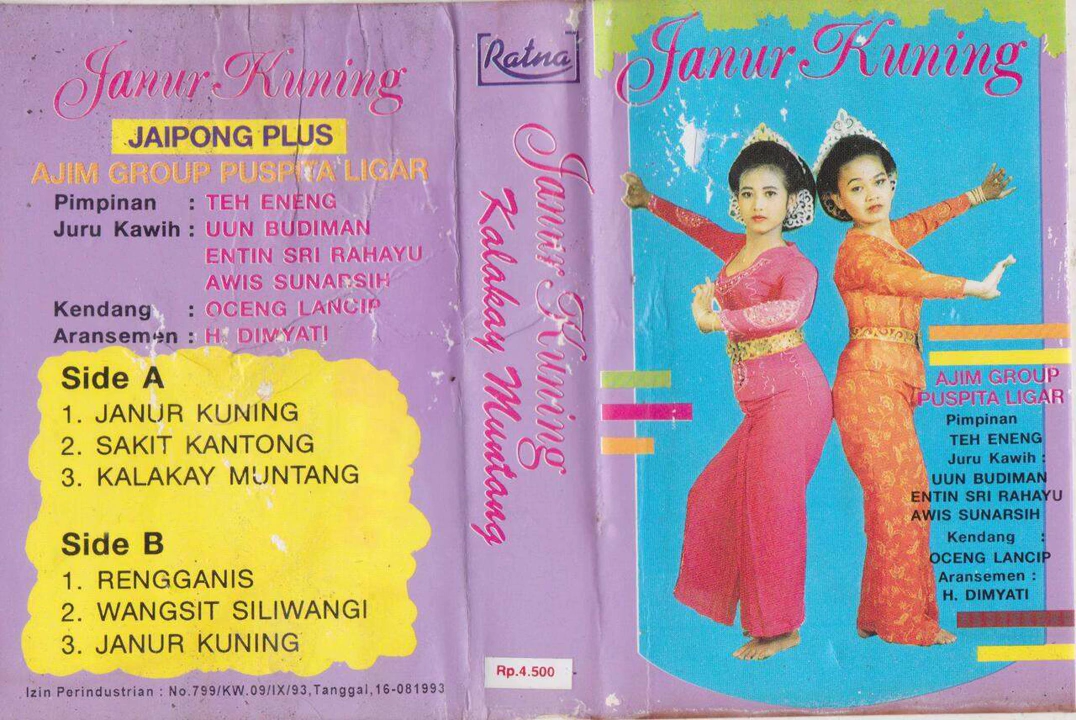 Janur Kuning
JAIPONG PLUS
AJIM GROUP PUSPITA LIGAR
Pimpinan : TEH ENENG
Juru Kawih : UUN BUDIMAN
ENTIN SRI RAHAYU
AWIS SUNARSIH
Kendang : OCENG LANCIP
Aransemen : H. DIMYATI
Side A
1. JANUR KUNING
2. SAKIT KANTONG
3. KALAKAY MUNTANG
Side B
1. RENGGANIS
2. WANGSIT SILIWANGI
3. JANUR KUNING
Izin Perindustrian : No.799/KW.09/IX/93,Tanggal,16-081993
Ratna
Janur Kuning
Kalakay Muntang
Rp.4.500
Janur Kuning
AJIM GROUP
PUSPITA LIGAR
Pimpinan
TEH ENENG
Juru Kawih :
UUN BUDIMAN
ENTIN SRI RAHAYU
AWIS SUNARSIH
Kendang :
OCENG LANCIP
Aransemen :
H. DIMYATI